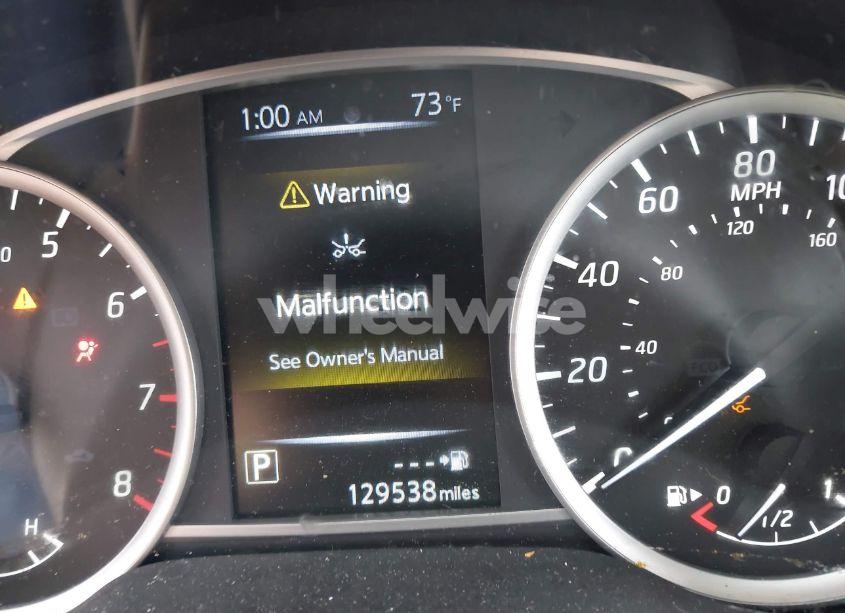 1:00 AM 73°F
Warning
Malfunction
See Owner's Manual
P
---
129538 miles
5
6
7
8
H
20
40
60
80
MPH
40
80
120
160
0
1/2
1
wheelwise